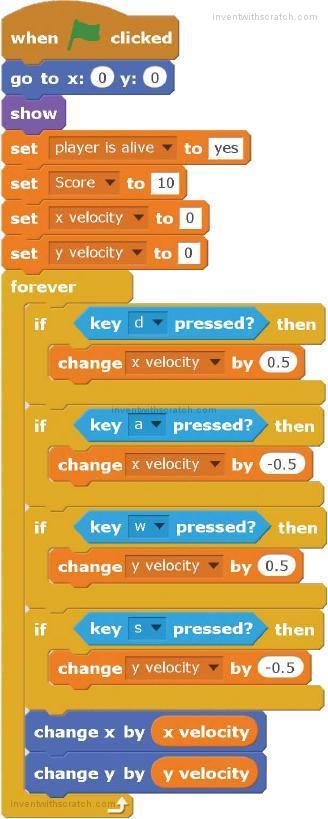 inventwithscratch.com
when clicked
go to x: 0 y: 0
show
set player is alive to yes
set Score to 10
set x velocity to 0
set y velocity to 0
forever
if key d pressed? then
change x velocity by 0.5
inventwithscratch.com
if key a pressed? then
change x velocity by -0.5
if key w pressed? then
change y velocity by 0.5
if key s pressed? then
change y velocity by -0.5
change x by x velocity
change y by y velocity
inventwithscratch.com